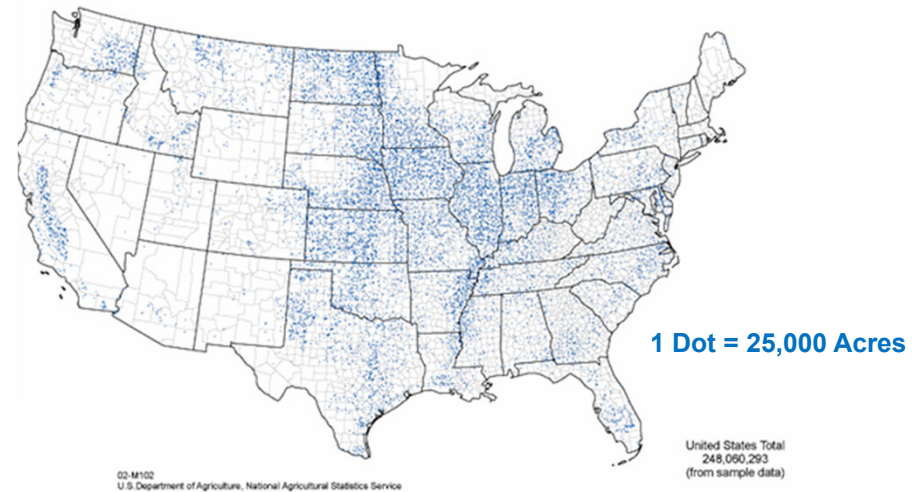 1 Dot = 25,000 Acres
United States Total
248,060,293
(from sample data)
02-M102
U.S. Department of Agriculture, National Agricultural Statistics Service